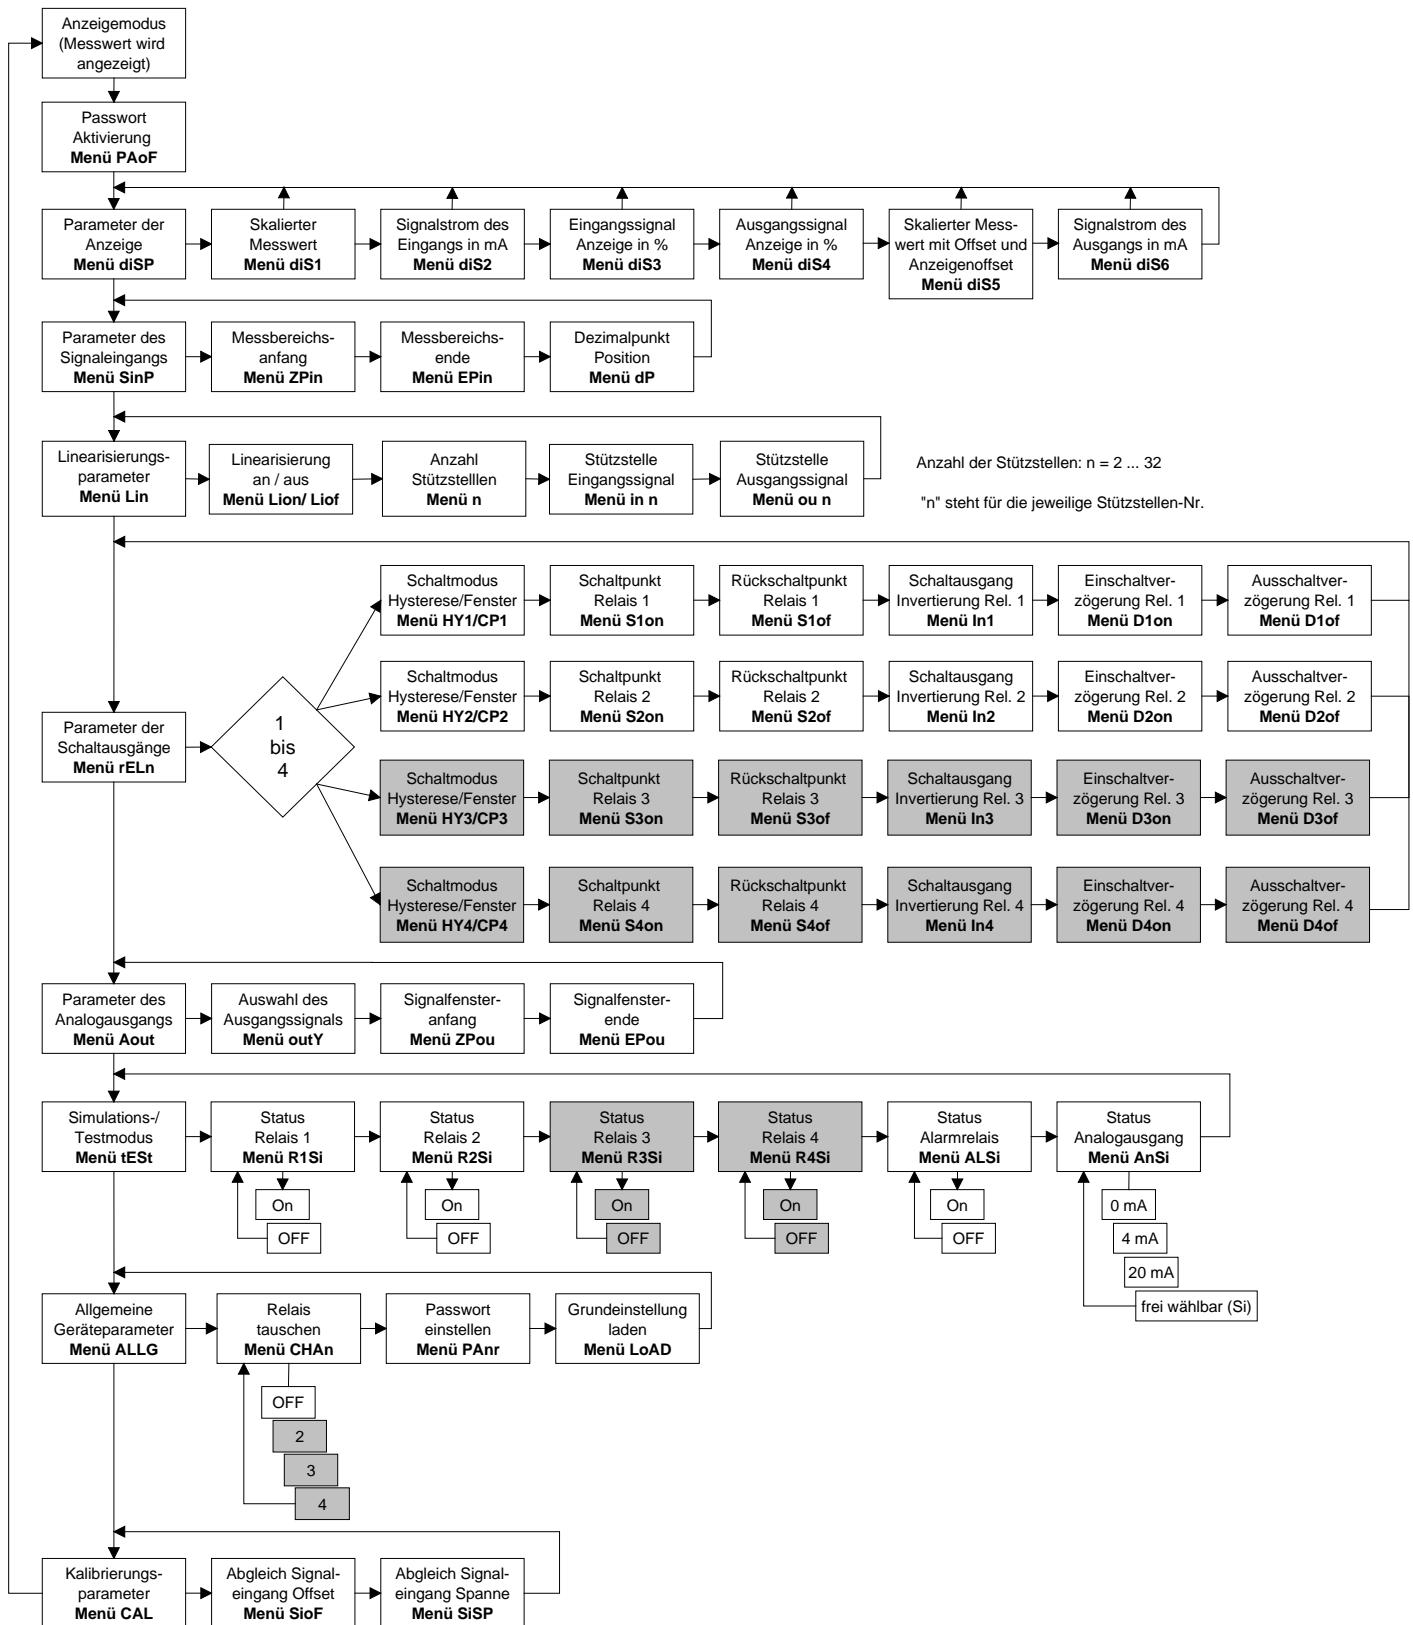 Anzeigemodus
(Messwert wird
angezeigt)
Passwort
Aktivierung
Menü PAoF
Parameter der
Anzeige
Menü diSP
Skalierter
Messwert
Menü diS1
Signalstrom des
Eingangs in mA
Menü diS2
Eingangssignal
Anzeige in %
Menü diS3
Ausgangssignal
Anzeige in %
Menü diS4
Skalierter Mess-
wert mit Offset und
Anzeigenoffset
Menü diS5
Signalstrom des
Ausgangs in mA
Menü diS6
Parameter des
Signaleingangs
Menü SinP
Messbereichs-
anfang
Menü ZPin
Messbereichs-
ende
Menü EPin
Dezimalpunkt
Position
Menü dP
Linearisierungs-
parameter
Menü Lin
Linearisierung
an / aus
Menü Lion/ Liof
Anzahl
Stützstelllen
Menü n
Stützstelle
Eingangssignal
Menü in n
Stützstelle
Ausgangssignal
Menü ou n
Anzahl der Stützstellen: n = 2 ... 32
"n" steht für die jeweilige Stützstellen-Nr.
Parameter der
Schaltausgänge
Menü rELn
1
bis
4
Schaltmodus
Hysterese/Fenster
Menü HY1/CP1
Schaltpunkt
Relais 1
Menü S1on
Rückschaltpunkt
Relais 1
Menü S1of
Schaltausgang
Invertierung Rel. 1
Menü In1
Einschaltver-
zögerung Rel. 1
Menü D1on
Ausschaltver-
zögerung Rel. 1
Menü D1of
Schaltmodus
Hysterese/Fenster
Menü HY2/CP2
Schaltpunkt
Relais 2
Menü S2on
Rückschaltpunkt
Relais 2
Menü S2of
Schaltausgang
Invertierung Rel. 2
Menü In2
Einschaltver-
zögerung Rel. 2
Menü D2on
Ausschaltver-
zögerung Rel. 2
Menü D2of
Schaltmodus
Hysterese/Fenster
Menü HY3/CP3
Schaltpunkt
Relais 3
Menü S3on
Rückschaltpunkt
Relais 3
Menü S3of
Schaltausgang
Invertierung Rel. 3
Menü In3
Einschaltver-
zögerung Rel. 3
Menü D3on
Ausschaltver-
zögerung Rel. 3
Menü D3of
Schaltmodus
Hysterese/Fenster
Menü HY4/CP4
Schaltpunkt
Relais 4
Menü S4on
Rückschaltpunkt
Relais 4
Menü S4of
Schaltausgang
Invertierung Rel. 4
Menü In4
Einschaltver-
zögerung Rel. 4
Menü D4on
Ausschaltver-
zögerung Rel. 4
Menü D4of
Parameter des
Analogausgangs
Menü Aout
Auswahl des
Ausgangssignals
Menü outY
Signalfenster-
anfang
Menü ZPou
Signalfenster-
ende
Menü EPou
Simulations-/
Testmodus
Menü tESt
Status
Relais 1
Menü R1Si
On
OFF
Status
Relais 2
Menü R2Si
On
OFF
Status
Relais 3
Menü R3Si
On
OFF
Status
Relais 4
Menü R4Si
On
OFF
Status
Alarmrelais
Menü ALSi
On
OFF
Status
Analogausgang
Menü AnSi
0 mA
4 mA
20 mA
frei wählbar (Si)
Allgemeine
Geräteparameter
Menü ALLG
Relais
tauschen
Menü CHAn
OFF
2
3
4
Passwort
einstellen
Menü PAnr
Grundeinstellung
laden
Menü LoAD
Kalibrierungs-
parameter
Menü CAL
Abgleich Signal-
eingang Offset
Menü SioF
Abgleich Signal-
eingang Spanne
Menü SiSP